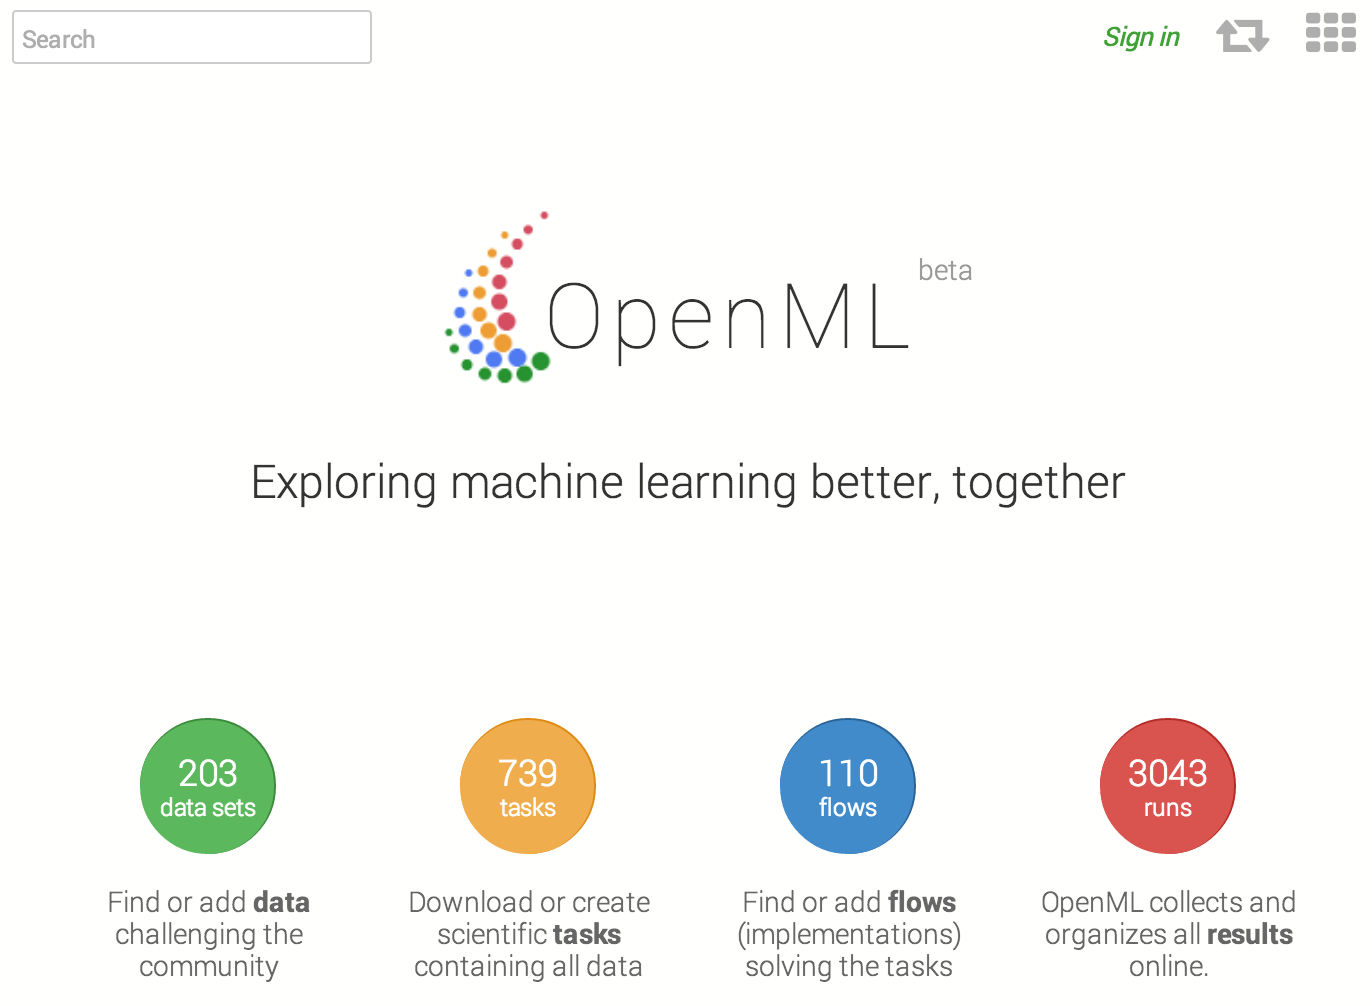 Search
Sign in
OpenML beta
Exploring machine learning better, together
203
data sets
Find or add data
challenging the
community
739
tasks
Download or create
scientific tasks
containing all data
110
flows
Find or add flows
(implementations)
solving the tasks
3043
runs
OpenML collects and
organizes all results
online.